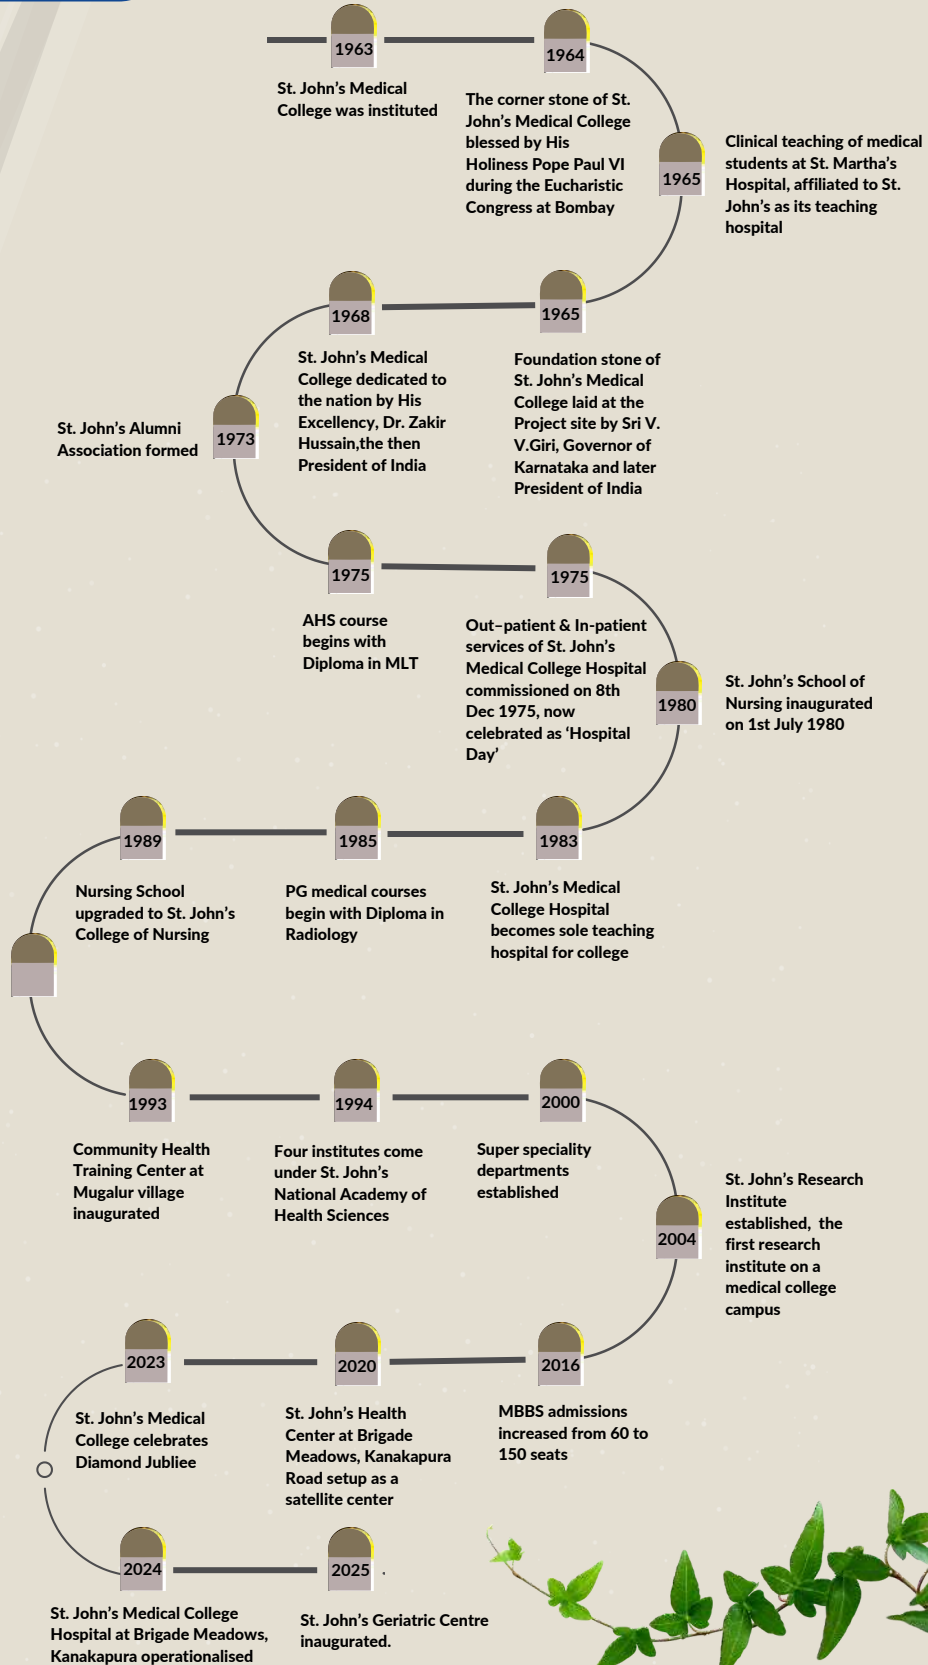 1963
St. John's Medical
College was instituted
1964
The corner stone of St.
John's Medical College
blessed by His
Holiness Pope Paul VI
during the Eucharistic
Congress at Bombay
1965
Clinical teaching of medical
students at St. Martha's
Hospital, affiliated to St.
John's as its teaching
hospital
1965
Foundation stone of
St. John's Medical
College laid at the
Project site by Sri V.
V.Giri, Governor of
Karnataka and later
President of India
1968
St. John's Medical
College dedicated to
the nation by His
Excellency, Dr. Zakir
Hussain,the then
President of India
1973
St. John's Alumni
Association formed
1975
AHS course
begins with
Diploma in MLT
1975
Out–patient & In-patient
services of St. John's
Medical College Hospital
commissioned on 8th
Dec 1975, now
celebrated as 'Hospital
Day'
1980
St. John's School of
Nursing inaugurated
on 1st July 1980
1983
St. John's Medical
College Hospital
becomes sole teaching
hospital for college
1985
PG medical courses
begin with Diploma in
Radiology
1989
Nursing School
upgraded to St. John's
College of Nursing
1993
Community Health
Training Center at
Mugalur village
inaugurated
1994
Four institutes come
under St. John's
National Academy of
Health Sciences
2000
Super speciality
departments
established
2004
St. John's Research
Institute
established, the
first research
institute on a
medical college
campus
2016
MBBS admissions
increased from 60 to
150 seats
2020
St. John's Health
Center at Brigade
Meadows, Kanakapura
Road setup as a
satellite center
2023
St. John's Medical
College celebrates
Diamond Jubliee
2024
St. John's Medical College
Hospital at Brigade Meadows,
Kanakapura operationalised
2025
St. John's Geriatric Centre
inaugurated.